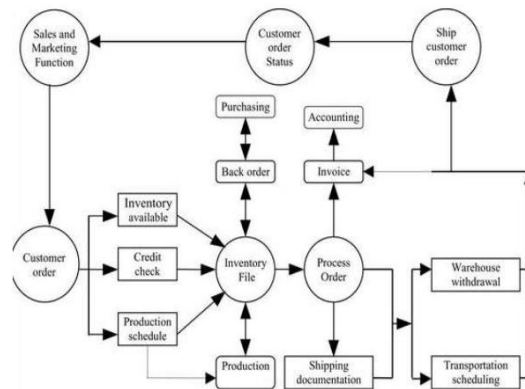 Sales and
Marketing
Function
Customer
order
Status
Ship
customer
order
Purchasing
Accounting
Back order
Invoice
Inventory
available
Customer
order
Credit
check
Inventory
File
Process
Order
Warehouse
withdrawal
Production
schedule
Production
Shipping
documentation
Transportation
scheduling